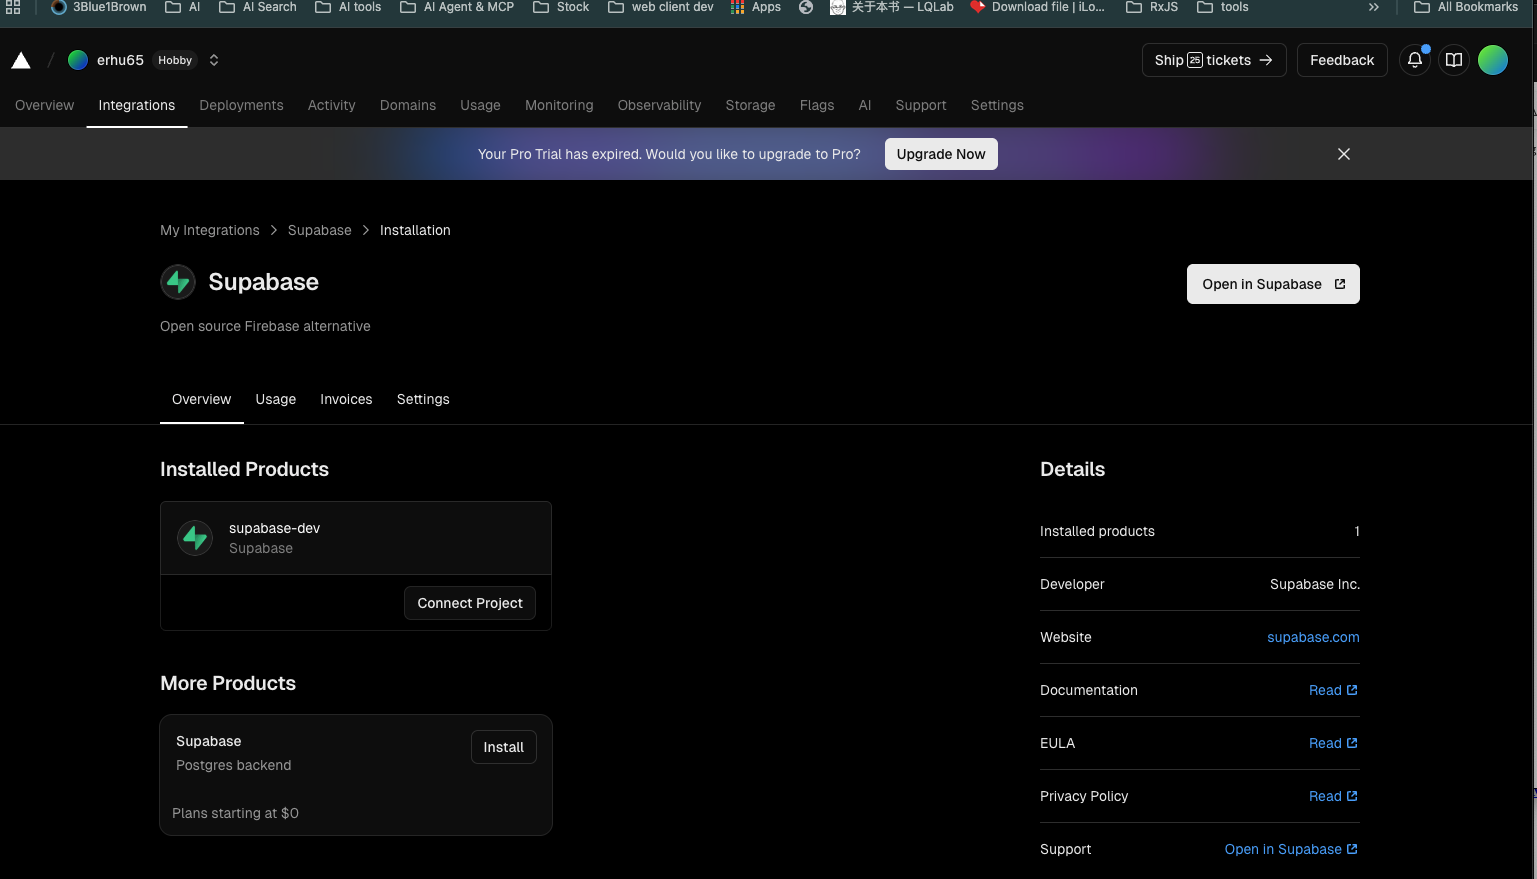 3Blue1Brown AI AI Search AI tools AI Agent & MCP Stock web client dev Apps 关于本书 — LQLab Download file | iLo... RxJS tools » All Bookmarks
erhu65 Hobby Ship 25 tickets → Feedback
Overview Integrations Deployments Activity Domains Usage Monitoring Observability Storage Flags AI Support Settings
Your Pro Trial has expired. Would you like to upgrade to Pro? Upgrade Now
My Integrations > Supabase > Installation
Supabase
Open in Supabase
Open source Firebase alternative
Overview Usage Invoices Settings
Installed Products
supabase-dev
Supabase
Connect Project
More Products
Supabase
Install
Postgres backend
Plans starting at $0
Details
Installed products 1
Developer Supabase Inc.
Website supabase.com
Documentation Read
EULA Read
Privacy Policy Read
Support Open in Supabase